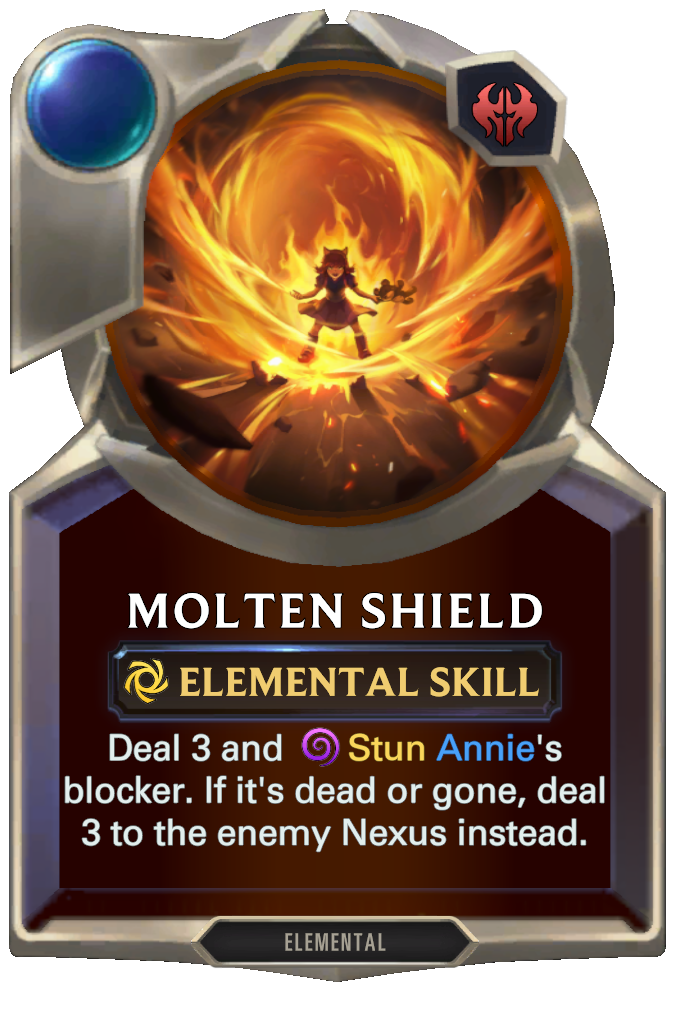 MOLTEN SHIELD
ELEMENTAL SKILL
Deal 3 and Stun Annie's
blocker. If it's dead or gone, deal
3 to the enemy Nexus instead.
ELEMENTAL